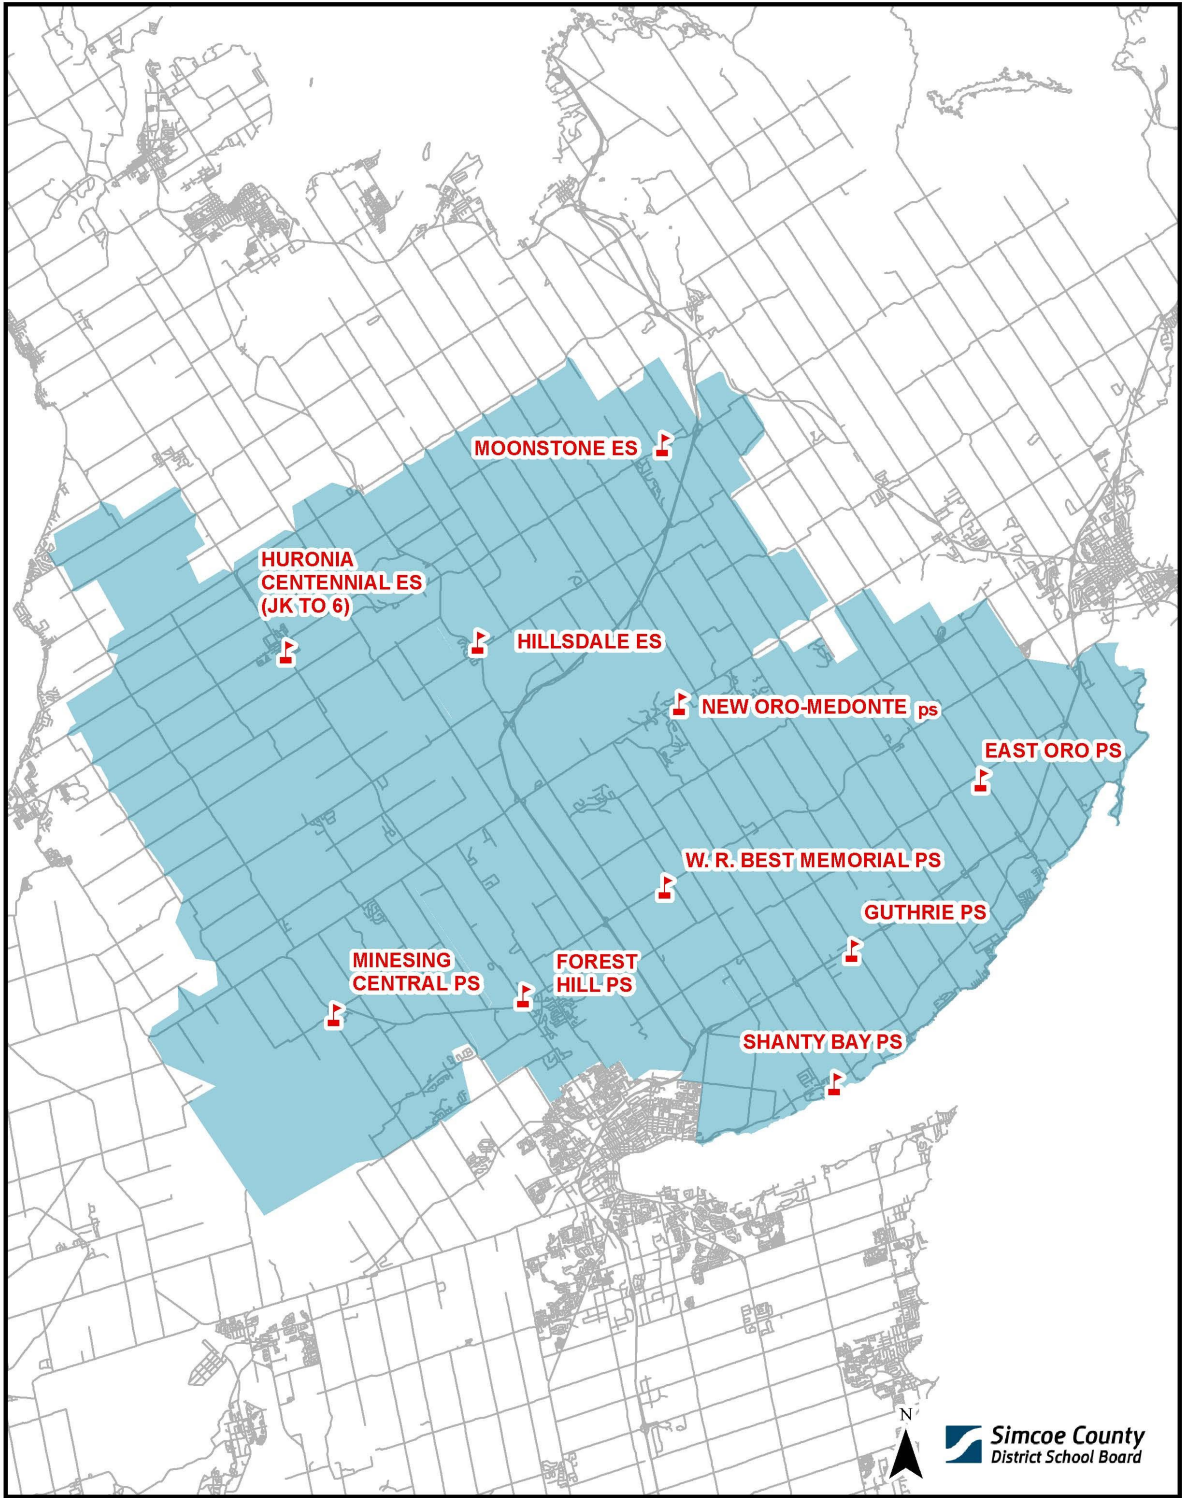 MOONSTONE ES
HURONIA
CENTENNIAL ES
(JK TO 6)
HILLSDALE ES
NEW ORO-MEDONTE ps
EAST ORO PS
W. R. BEST MEMORIAL PS
GUTHRIE PS
MINESING
CENTRAL PS
FOREST
HILL PS
SHANTY BAY PS
N
Simcoe County
District School Board